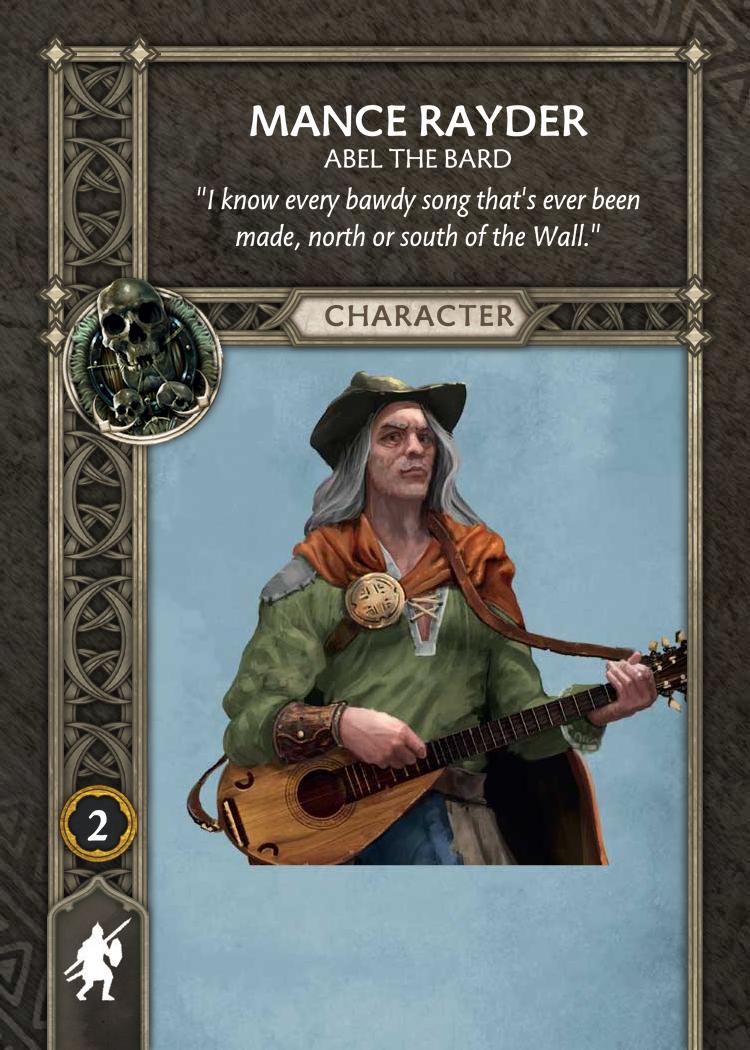 MANCE RAYDER
ABEL THE BARD
"I know every bawdy song that's ever been
made, north or south of the Wall."
CHARACTER
2